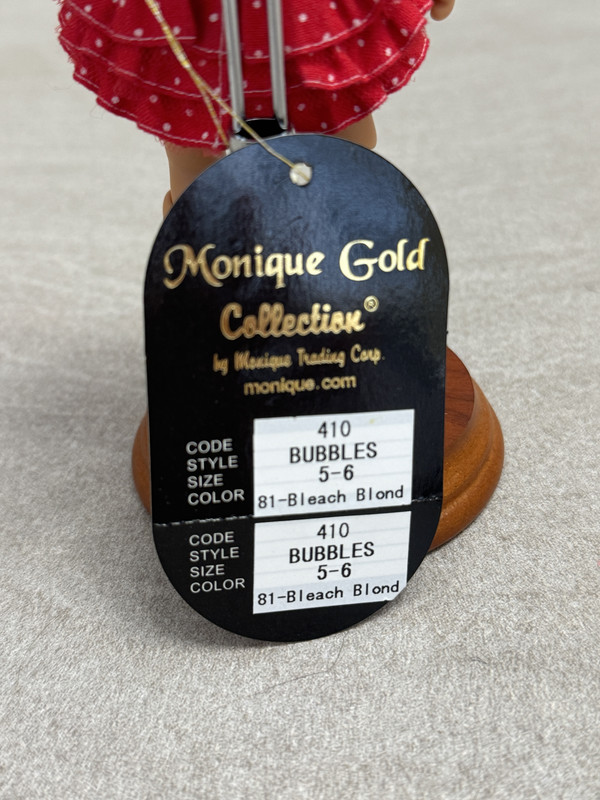 Monique Gold
Collection®
by Monique Trading Corp.
monique.com
CODE 410
STYLE BUBBLES
SIZE 5-6
COLOR 81-Bleach Blond
CODE 410
STYLE BUBBLES
SIZE 5-6
COLOR 81-Bleach Blond